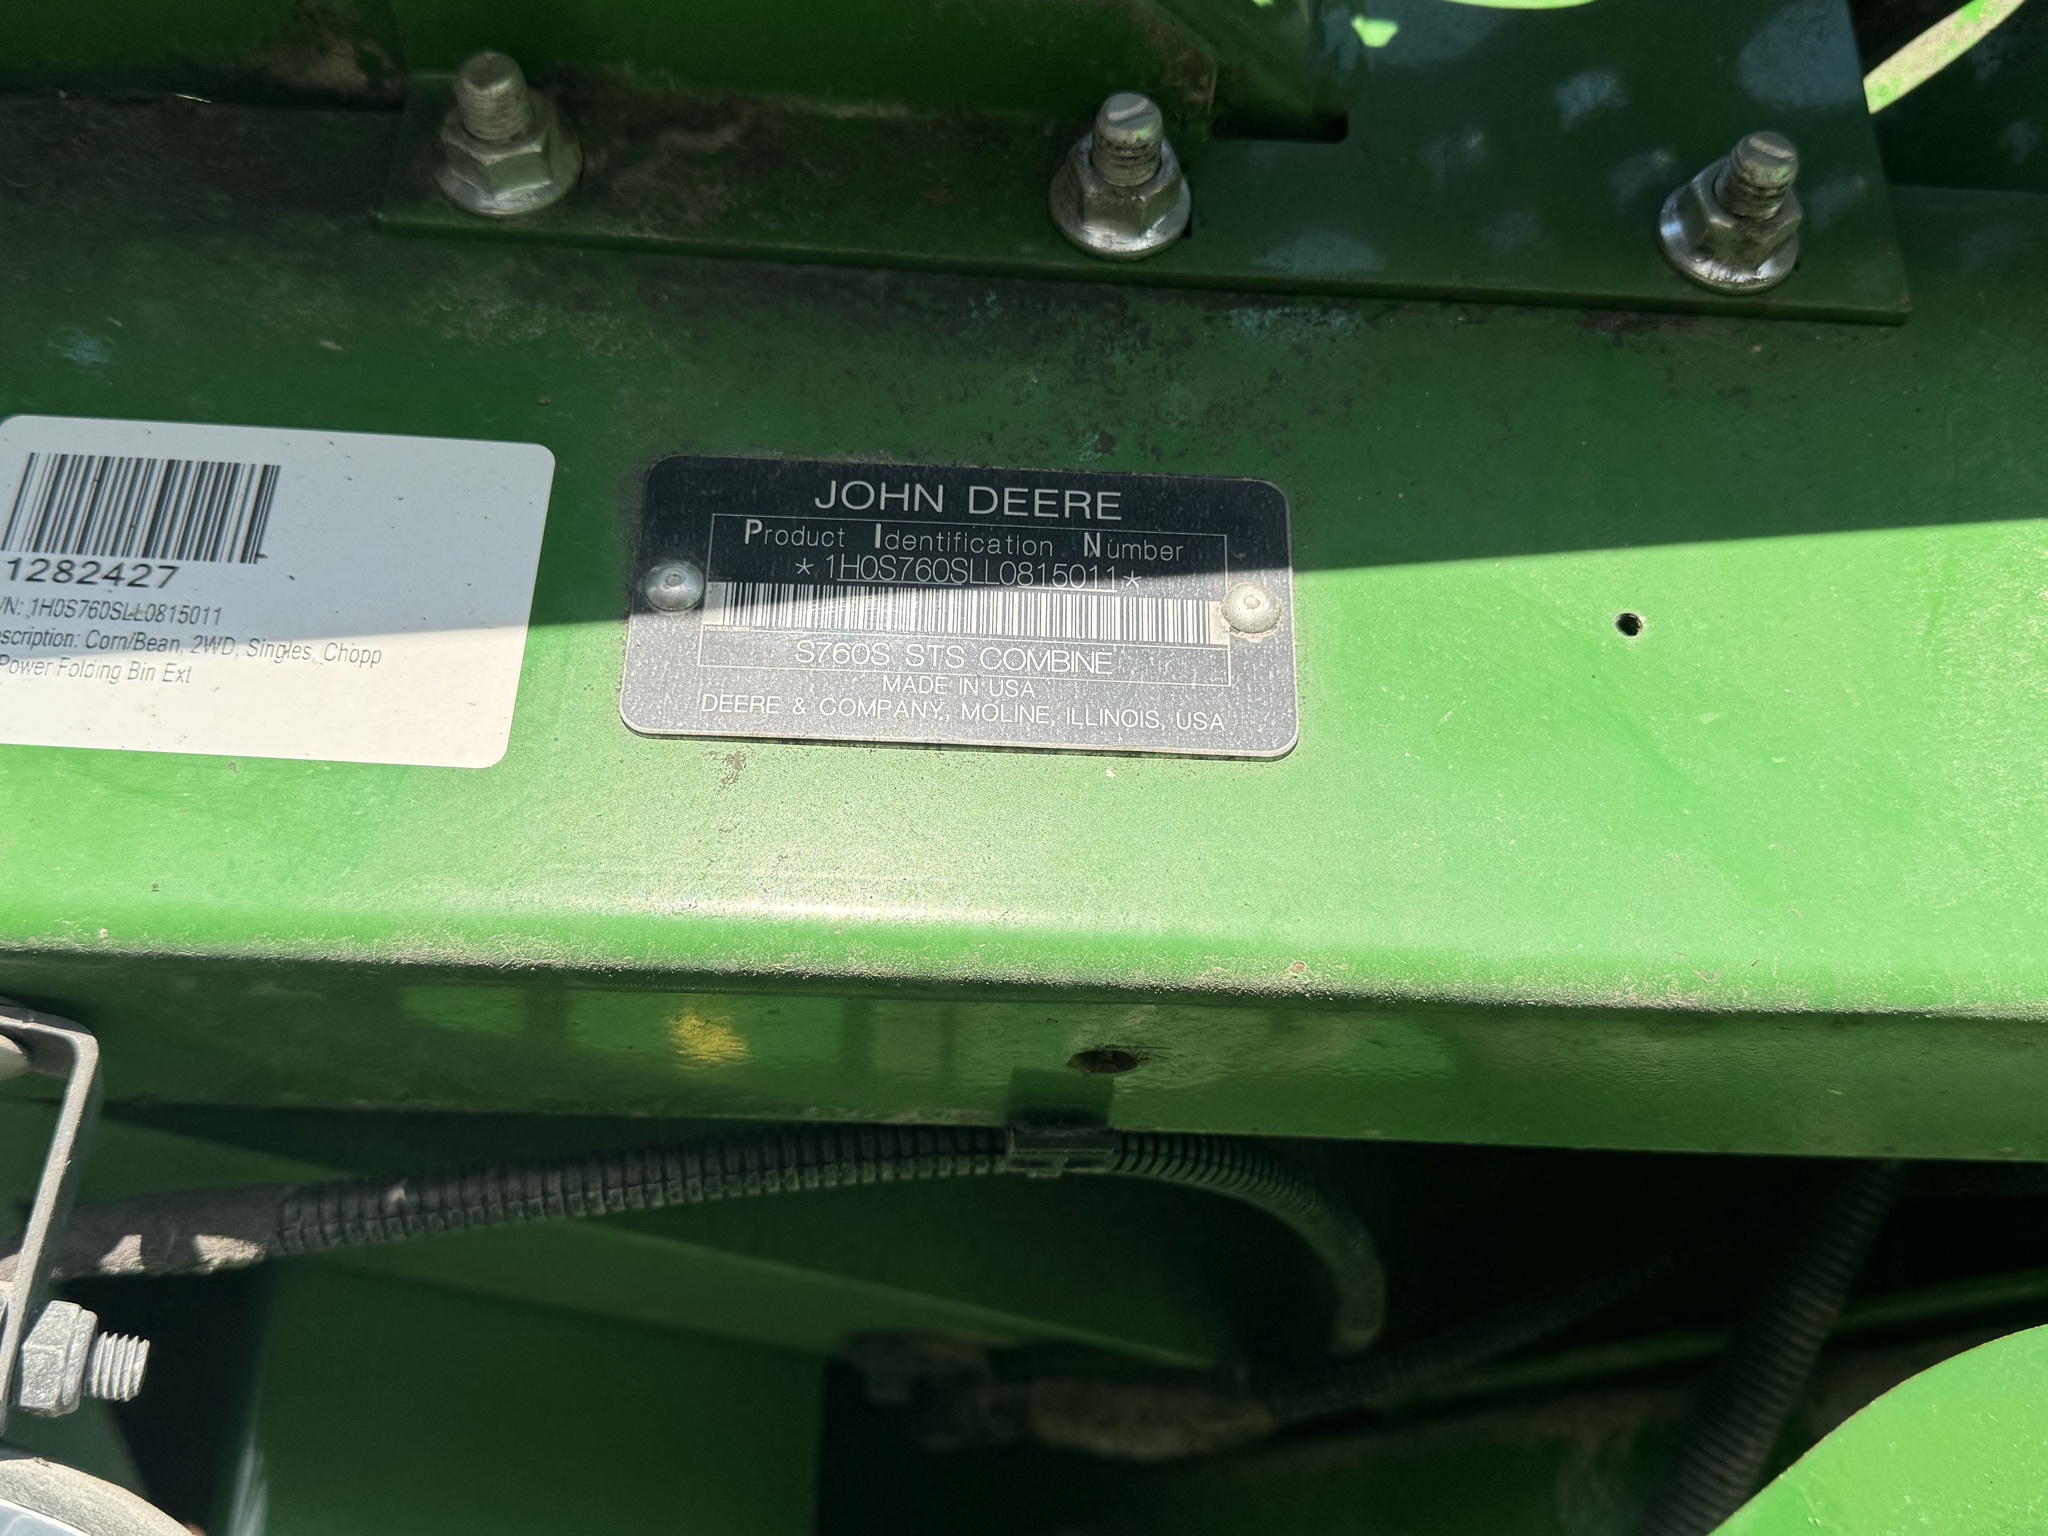 1282427
/N: 1H0S760SLL0815011
escription: Corn/Bean, 2WD, Singles, Chopp
Power Folding Bin Ext
JOHN DEERE
Product Identification Number
*1H0S760SLL0815011*
S760S STS COMBINE
MADE IN USA
DEERE & COMPANY, MOLINE, ILLINOIS, USA